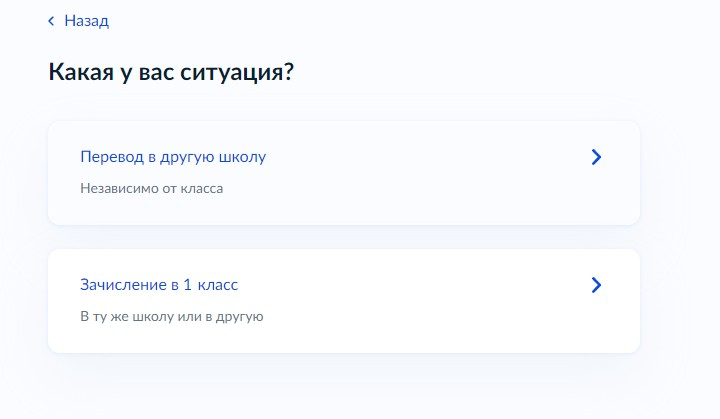 Назад
Какая у вас ситуация?
Перевод в другую школу
Независимо от класса
Зачисление в 1 класс
В ту же школу или в другую